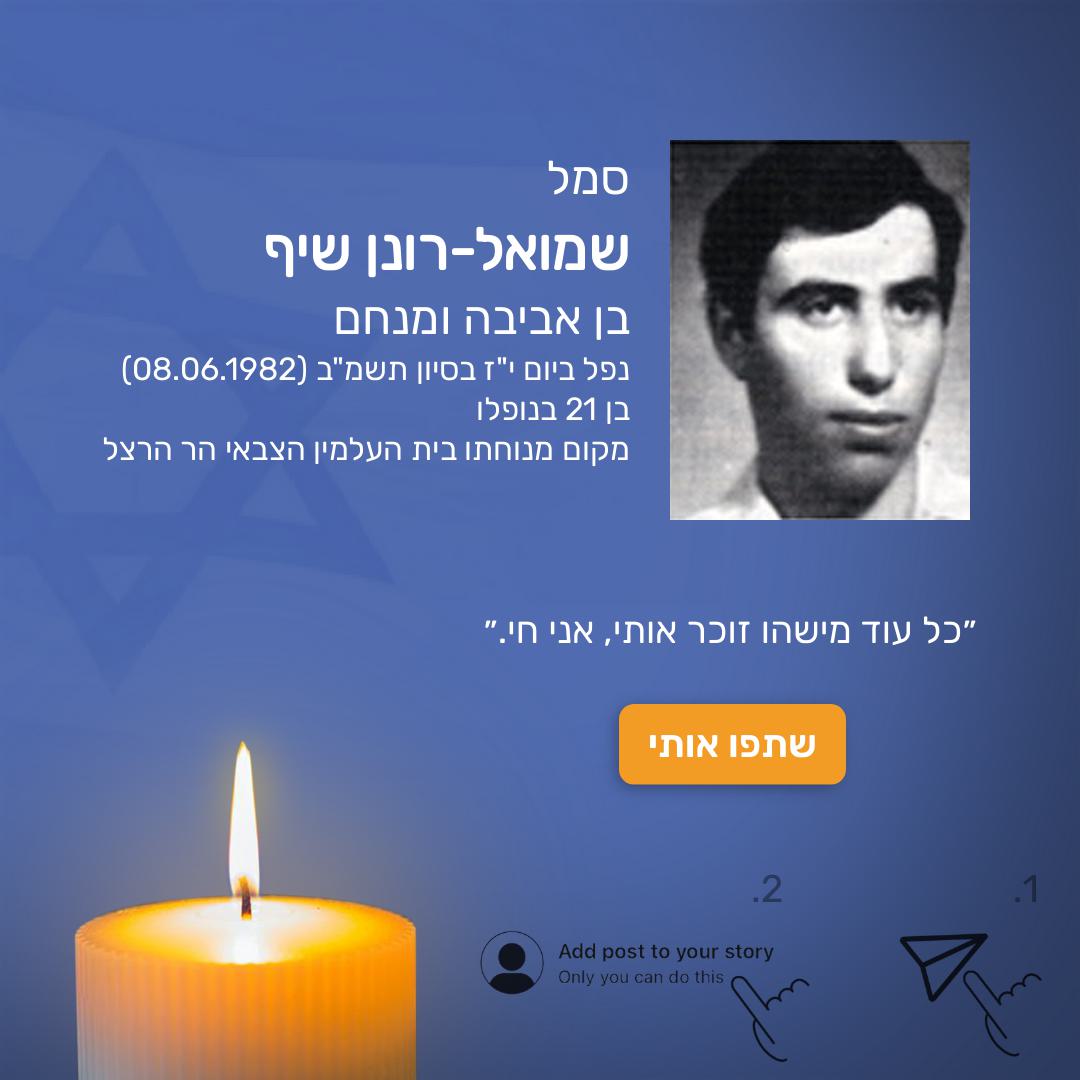 סמל
שמואל-רונן שיף
בן אביבה ומנחם
נפל ביום י"ז בסיון תשמ"ב (08.06.1982)
בן 21 בנופלו
מקום מנוחתו בית העלמין הצבאי הר הרצל
״כל עוד מישהו זוכר אותי, אני חי.״
שתפו אותי
1.
2.
Add post to your story
Only you can do this